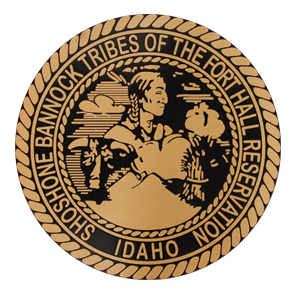 SHOSHONE BANNOCK TRIBES OF THE FORT HALL RESERVATION
IDAHO